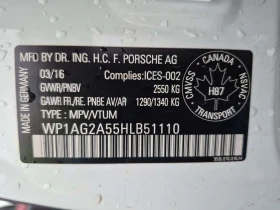 MFD BY DR. ING. H.C. F. PORSCHE AG
03/16 Complies:ICES-002
GVWR/PNBV 2550 KG
GAWR FR./RE. PNBE AV/AR 1290/1340 KG
TYPE : MPV/VTUM
WP1AG2A55HLB51110
MADE IN GERMANY
CANADA
CMVSS
NSVAC
H87